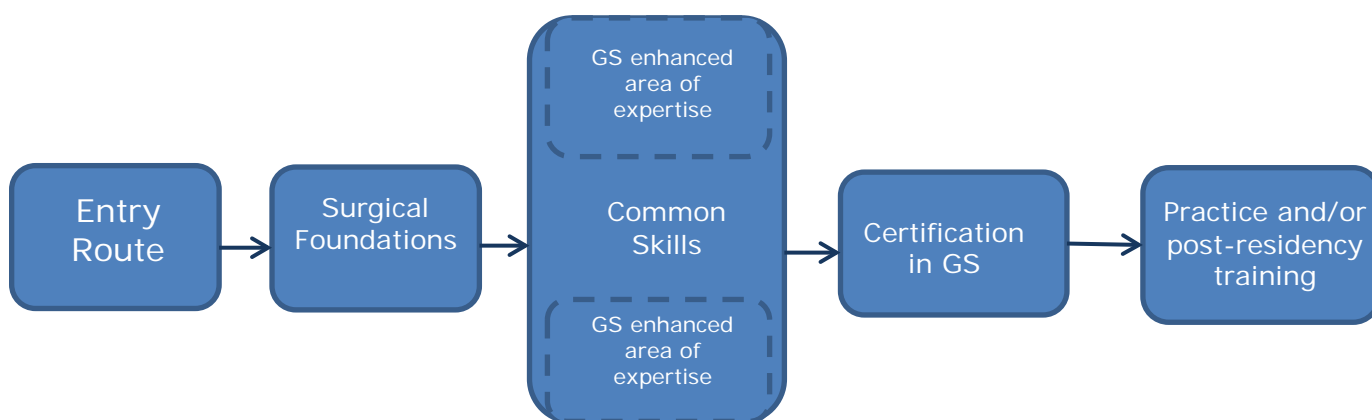 Entry
Route
Surgical
Foundations
GS enhanced
area of
expertise
Common
Skills
GS enhanced
area of
expertise
Certification
in GS
Practice and/or
post-residency
training